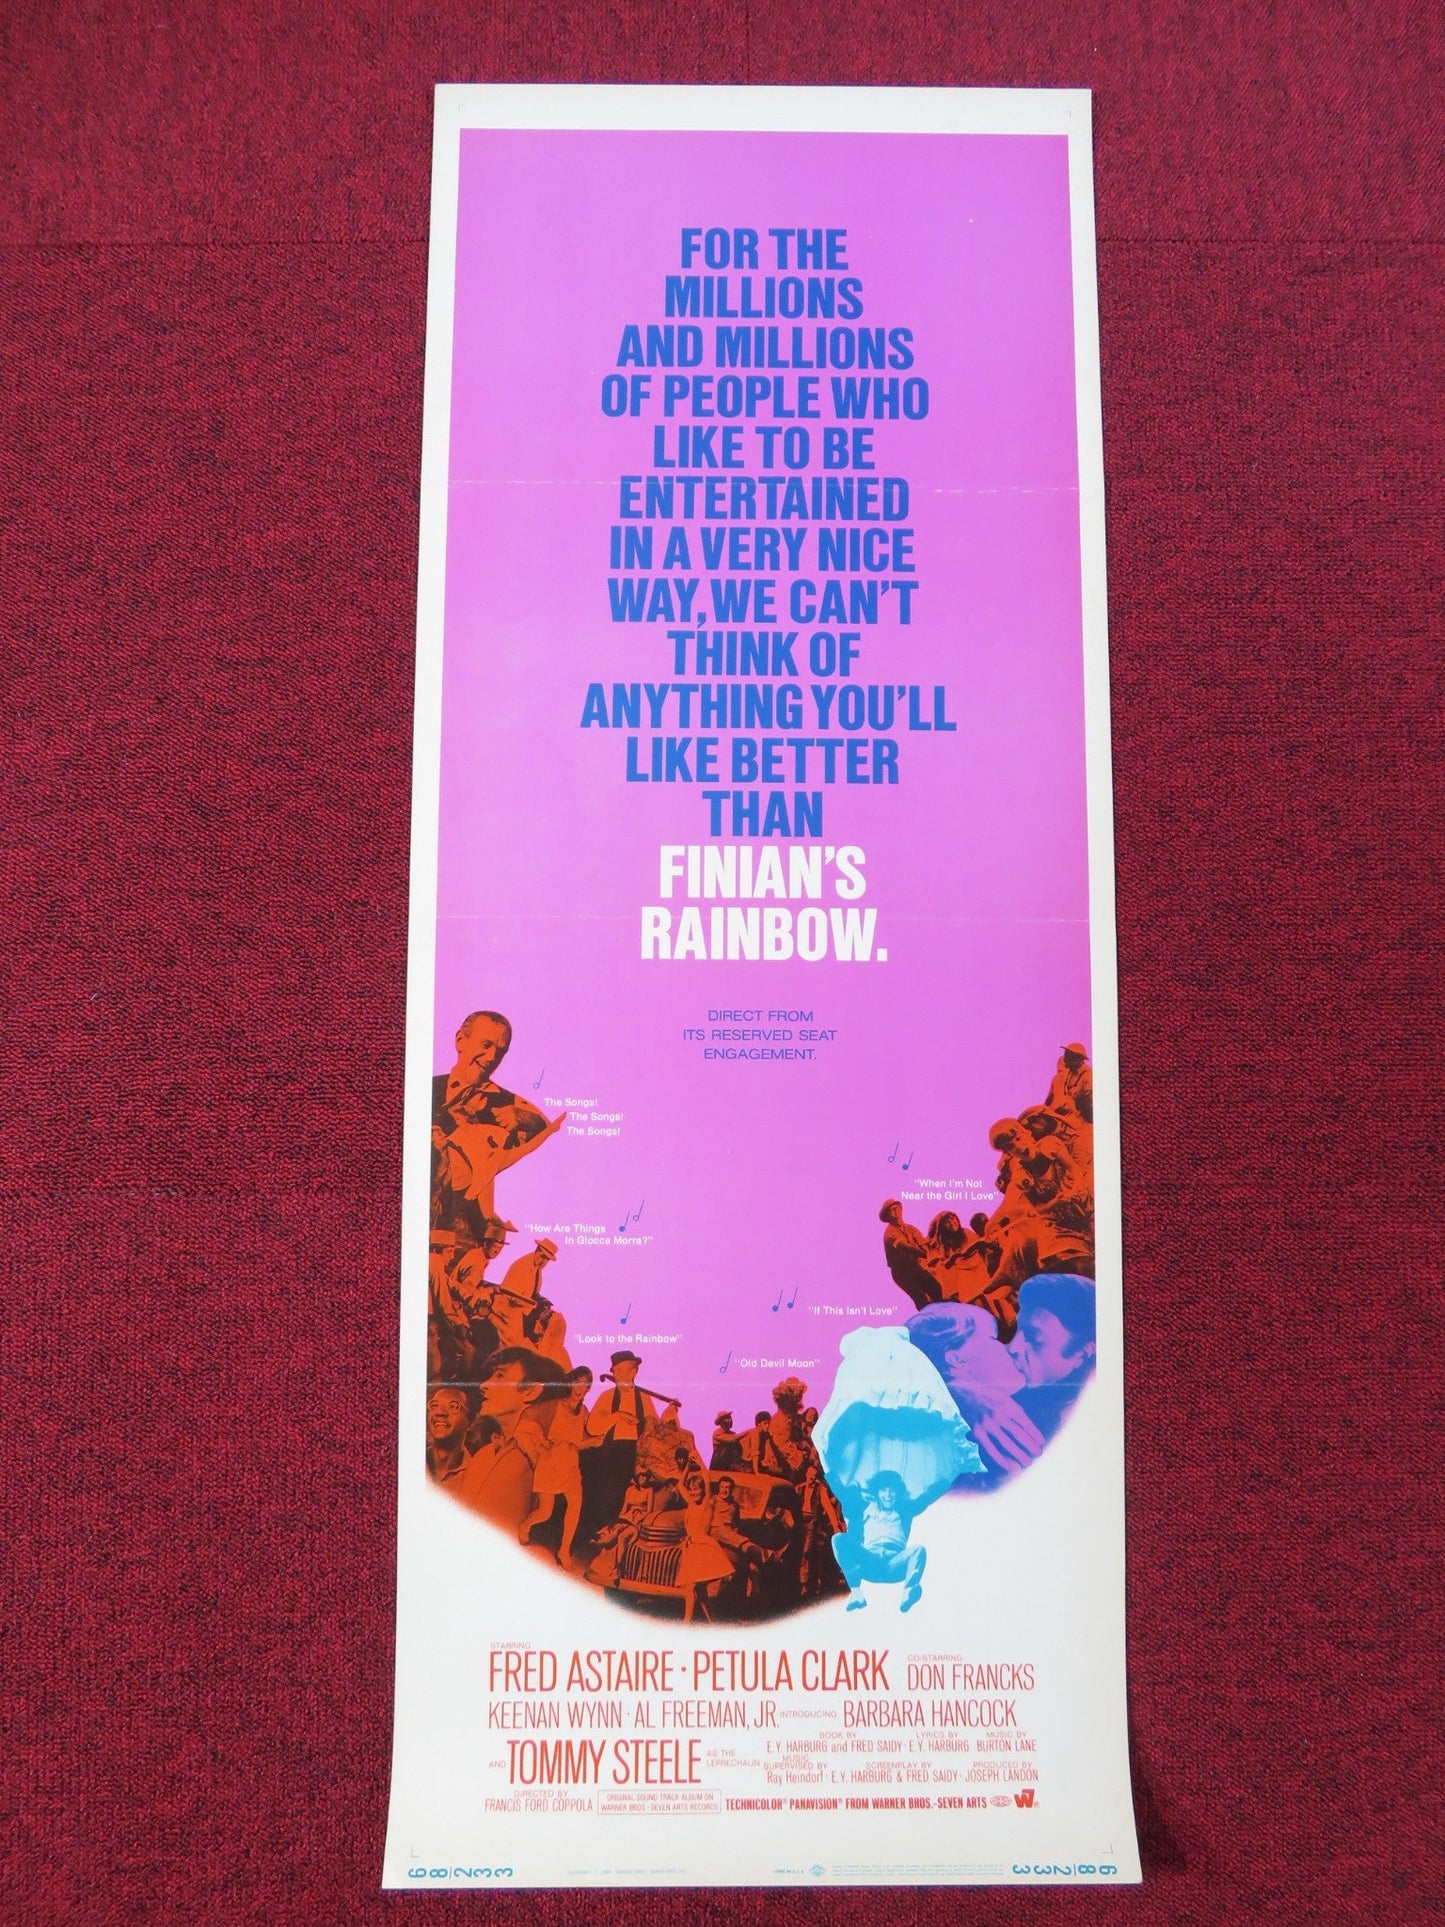 FOR THE
MILLIONS
AND MILLIONS
OF PEOPLE WHO
LIKE TO BE
ENTERTAINED
IN A VERY NICE
WAY, WE CAN'T
THINK OF
ANYTHING YOU'LL
LIKE BETTER
THAN
FINIAN'S
RAINBOW.
DIRECT FROM
ITS RESERVED SEAT
ENGAGEMENT.
The Songs!
The Songs!
The Songs!
"When I'm Not
Near the Girl I Love"
"How Are Things
In Glocca Morra?"
"If This Isn't Love"
"Look to the Rainbow"
"Old Devil Moon"
STARRING
FRED ASTAIRE · PETULA CLARK
CO-STARRING
DON FRANCKS
KEENAN WYNN · AL FREEMAN, JR. INTRODUCING BARBARA HANCOCK
AND TOMMY STEELE AS THE LEPRECHAUN
BOOK BY
E.Y. HARBURG and FRED SAIDY ·
LYRICS BY
E.Y. HARBURG
MUSIC BY
BURTON LANE
MUSIC SUPERVISED BY
Ray Heindorf ·
SCREENPLAY BY
E.Y. HARBURG & FRED SAIDY ·
PRODUCED BY
JOSEPH LANDON
DIRECTED BY
FRANCIS FORD COPPOLA
ORIGINAL SOUND TRACK ALBUM ON
WARNER BROS.-SEVEN ARTS RECORDS
TECHNICOLOR® PANAVISION® FROM WARNER BROS.-SEVEN ARTS W7®
68/233
68/233